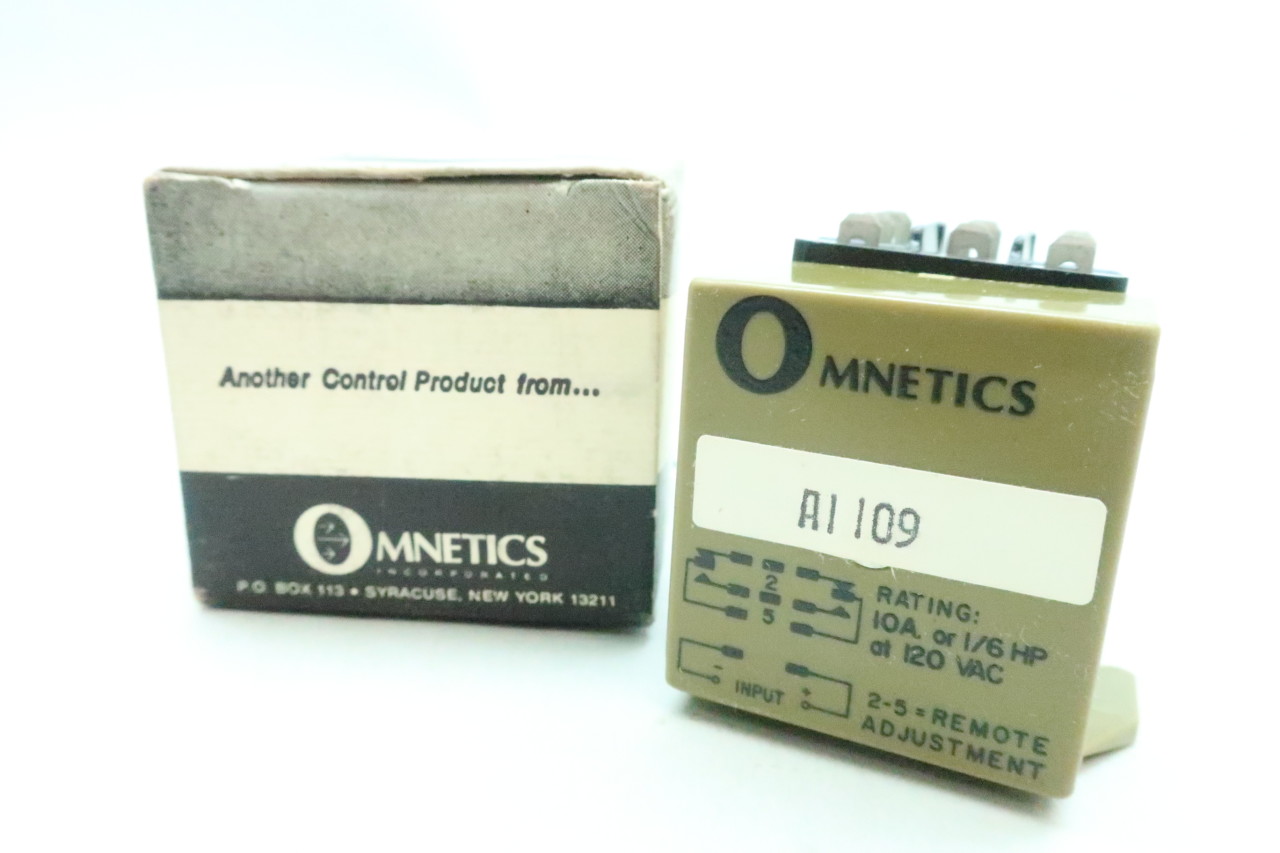 Another Control Product from...
OMNETICS
INCORPORATED
P.O. BOX 113 • SYRACUSE, NEW YORK 13211
OMNETICS
A1109
2
5
RATING:
10A. or 1/6 HP
at 120 VAC
- INPUT +
2-5 = REMOTE
ADJUSTMENT